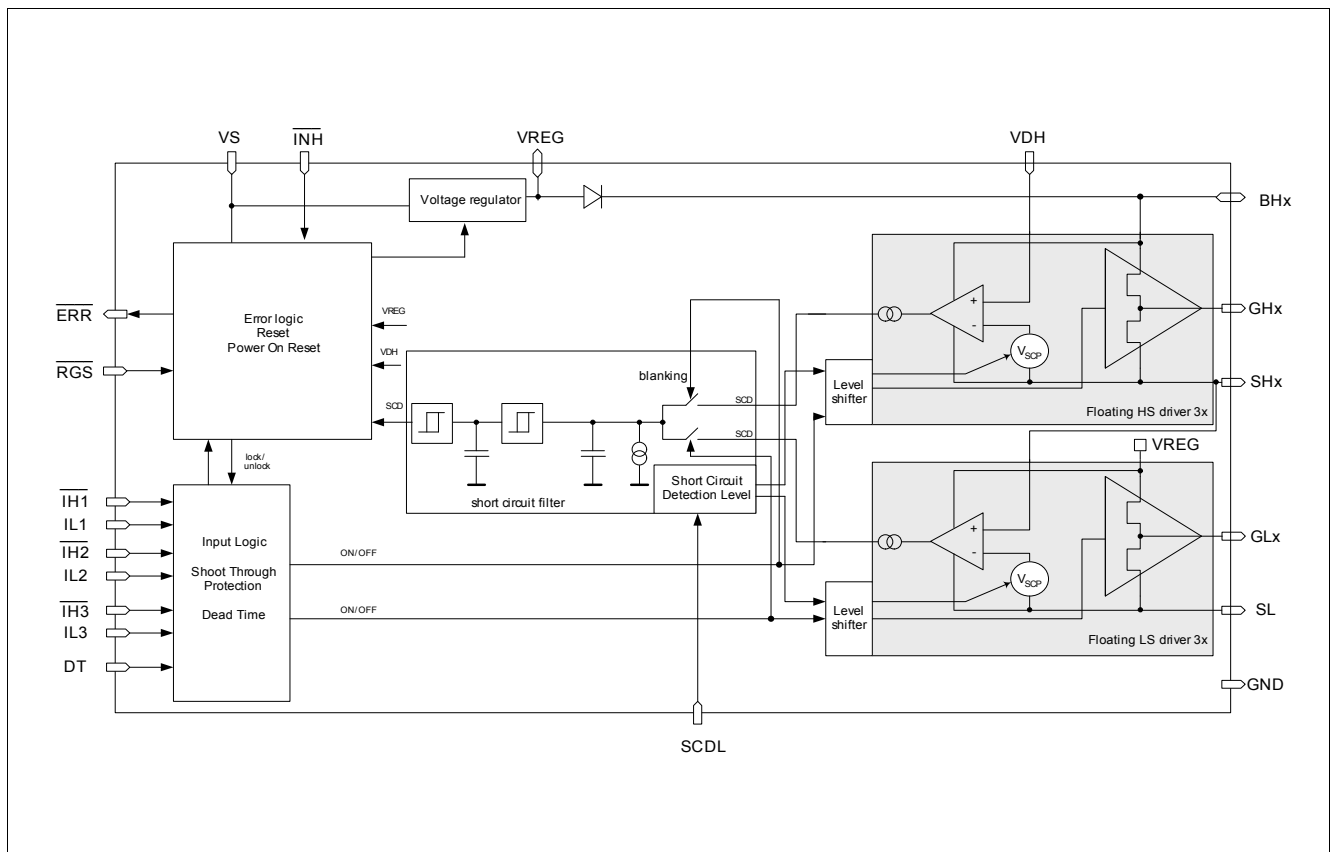 VS
INH
VREG
VDH
Voltage regulator
BHx
ERR
Error logic
Reset
Power On Reset
VREG
VDH
SCD
RGS
blanking
SCD
SCD
+
-
VSCP
Level
shifter
GHx
SHx
Floating HS driver 3x
lock/
unlock
short circuit filter
Short Circuit
Detection Level
VREG
IH1
IL1
IH2
IL2
IH3
IL3
DT
Input Logic
Shoot Through
Protection
Dead Time
ON/OFF
ON/OFF
+
-
VSCP
Level
shifter
GLx
SL
Floating LS driver 3x
GND
SCDL